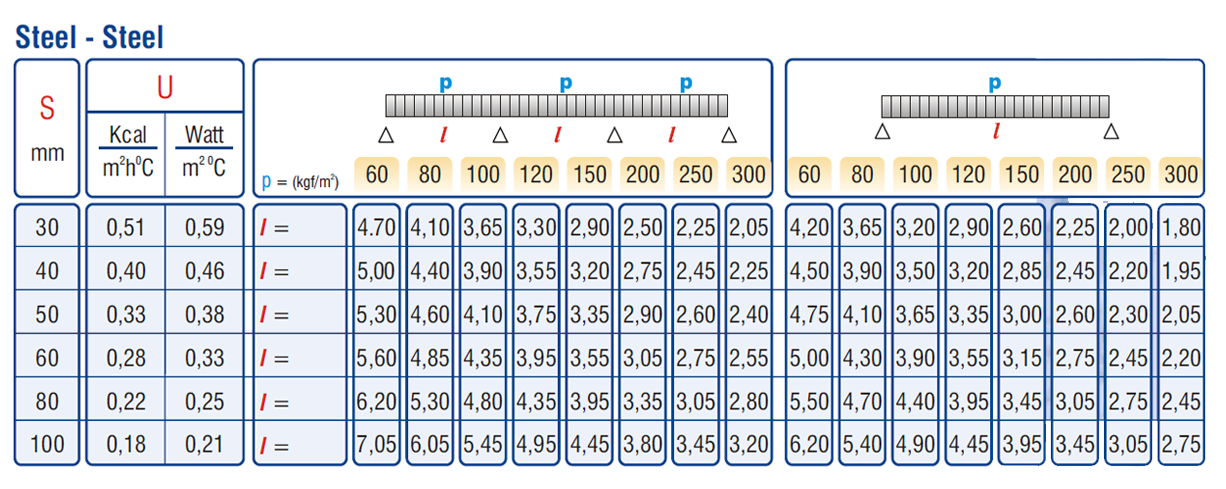 Steel - Steel
S
mm
U
Kcal
m²h⁰C
Watt
m² ⁰C
p p p
l l l
p = (kgf/m²) 60 80 100 120 150 200 250 300
p
l
60 80 100 120 150 200 250 300
30 0,51 0,59 l = 4.70 4,10 3,65 3,30 2,90 2,50 2,25 2,05 4,20 3,65 3,20 2,90 2,60 2,25 2,00 1,80
40 0,40 0,46 l = 5,00 4,40 3,90 3,55 3,20 2,75 2,45 2,25 4,50 3,90 3,50 3,20 2,85 2,45 2,20 1,95
50 0,33 0,38 l = 5,30 4,60 4,10 3,75 3,35 2,90 2,60 2,40 4,75 4,10 3,65 3,35 3,00 2,60 2,30 2,05
60 0,28 0,33 l = 5,60 4,85 4,35 3,95 3,55 3,05 2,75 2,55 5,00 4,30 3,90 3,55 3,15 2,75 2,45 2,20
80 0,22 0,25 l = 6,20 5,30 4,80 4,35 3,95 3,35 3,05 2,80 5,50 4,70 4,40 3,95 3,45 3,05 2,75 2,45
100 0,18 0,21 l = 7,05 6,05 5,45 4,95 4,45 3,80 3,45 3,20 6,20 5,40 4,90 4,45 3,95 3,45 3,05 2,75